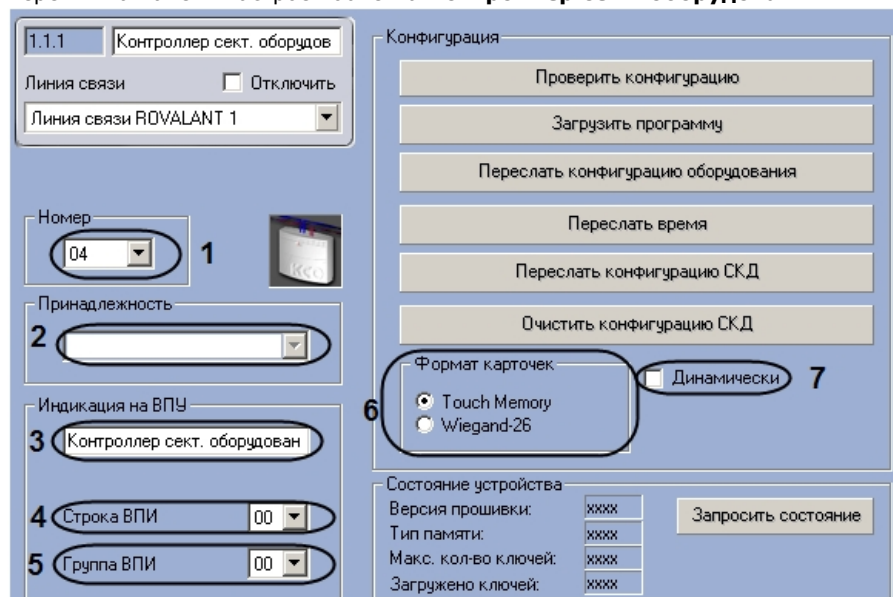 1.1.1
Контроллер сект. оборудов
Линия связи
Отключить
Линия связи ROVALANT 1
Номер
04
1
КСО
Принадлежность
2
Индикация на ВПУ
3
Контроллер сект. оборудован
4
Строка ВПИ
00
5
Группа ВПИ
00
Конфигурация
Проверить конфигурацию
Загрузить программу
Переслать конфигурацию оборудования
Переслать время
Переслать конфигурацию СКД
Очистить конфигурацию СКД
Формат карточек
6
Touch Memory
Wiegand-26
Динамически
7
Состояние устройства
Версия прошивки:
xxxx
Тип памяти:
xxxx
Макс. кол-во ключей:
xxxx
Загружено ключей:
xxxx
Запросить состояние